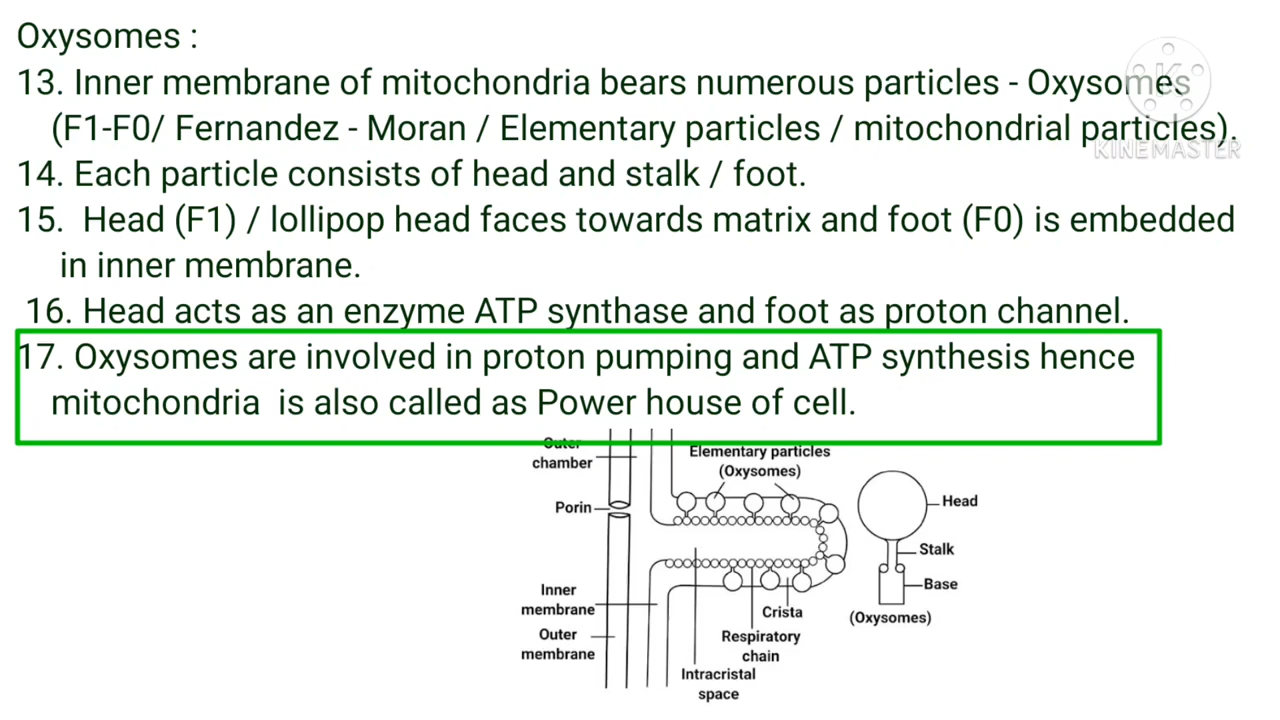 Oxysomes :
13. Inner membrane of mitochondria bears numerous particles - Oxysomes
(F1-F0/ Fernandez - Moran / Elementary particles / mitochondrial particles).
KINEMASTER
14. Each particle consists of head and stalk / foot.
15. Head (F1) / lollipop head faces towards matrix and foot (F0) is embedded
in inner membrane.
16. Head acts as an enzyme ATP synthase and foot as proton channel.
17. Oxysomes are involved in proton pumping and ATP synthesis hence
mitochondria is also called as Power house of cell.
Outer
chamber
Elementary particles
(Oxysomes)
Porin
Head
Stalk
Base
(Oxysomes)
Inner
membrane
Outer
membrane
Crista
Respiratory
chain
Intracristal
space